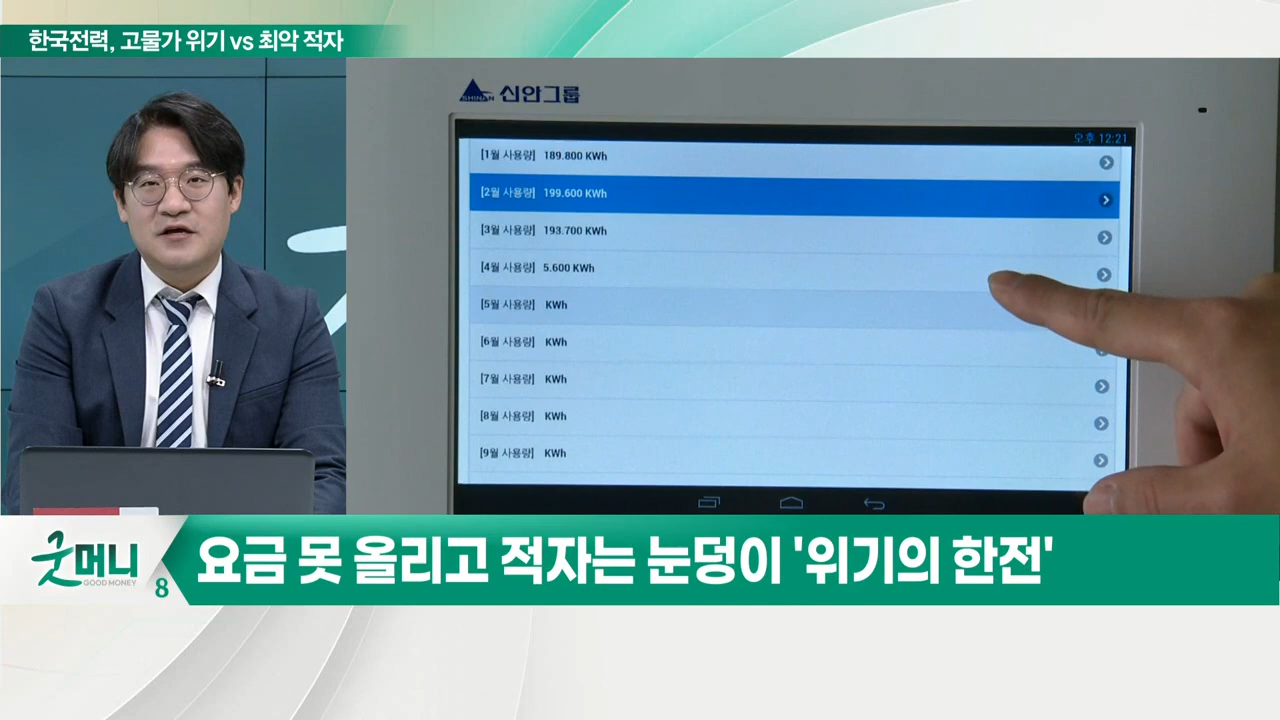 한국전력, 고물가 위기 vs 최악 적자
SHINAN 신안그룹
오후 12:21
[1월 사용량] 189.800 KWh
[2월 사용량] 199.600 KWh
[3월 사용량] 193.700 KWh
[4월 사용량] 5.600 KWh
[5월 사용량] KWh
[6월 사용량] KWh
[7월 사용량] KWh
[8월 사용량] KWh
[9월 사용량] KWh
굿머니
GOOD MONEY
8
요금 못 올리고 적자는 눈덩이 '위기의 한전'